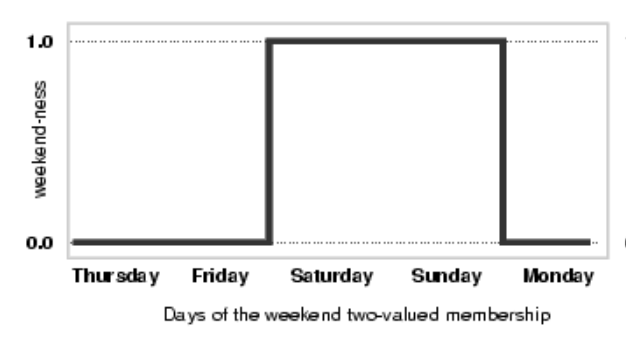 1.0
weekend-ness
0.0
Thursday Friday Saturday Sunday Monday
Days of the weekend two-valued membership